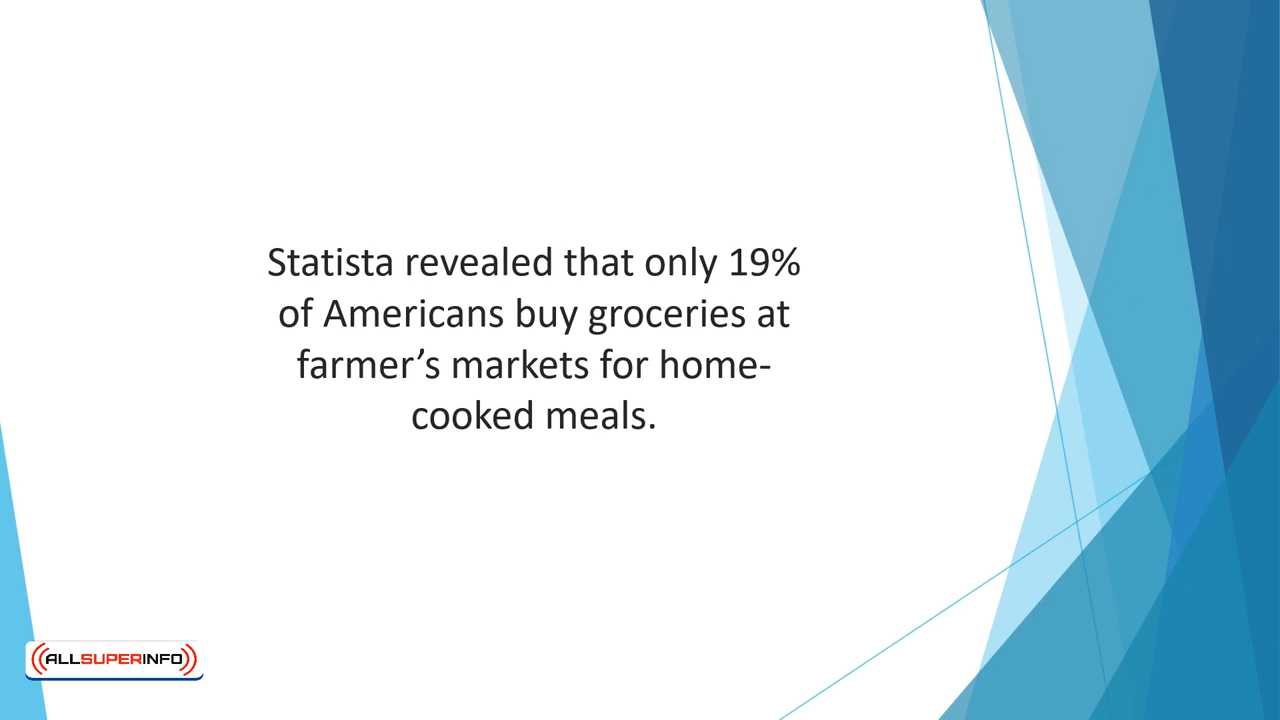 Statista revealed that only 19%
of Americans buy groceries at
farmer’s markets for home-
cooked meals.
ALLSUPERINFO